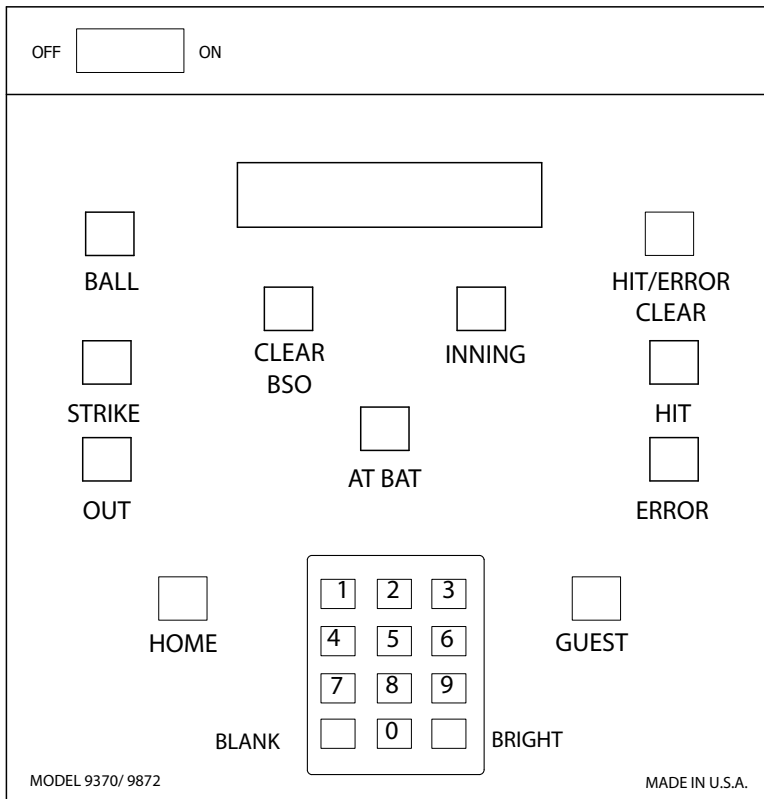 OFF ON
BALL
HIT/ERROR
CLEAR
CLEAR
BSO
INNING
STRIKE
HIT
AT BAT
OUT
ERROR
1 2 3
HOME
4 5 6
GUEST
7 8 9
BLANK
0
BRIGHT
MODEL 9370/ 9872
MADE IN U.S.A.